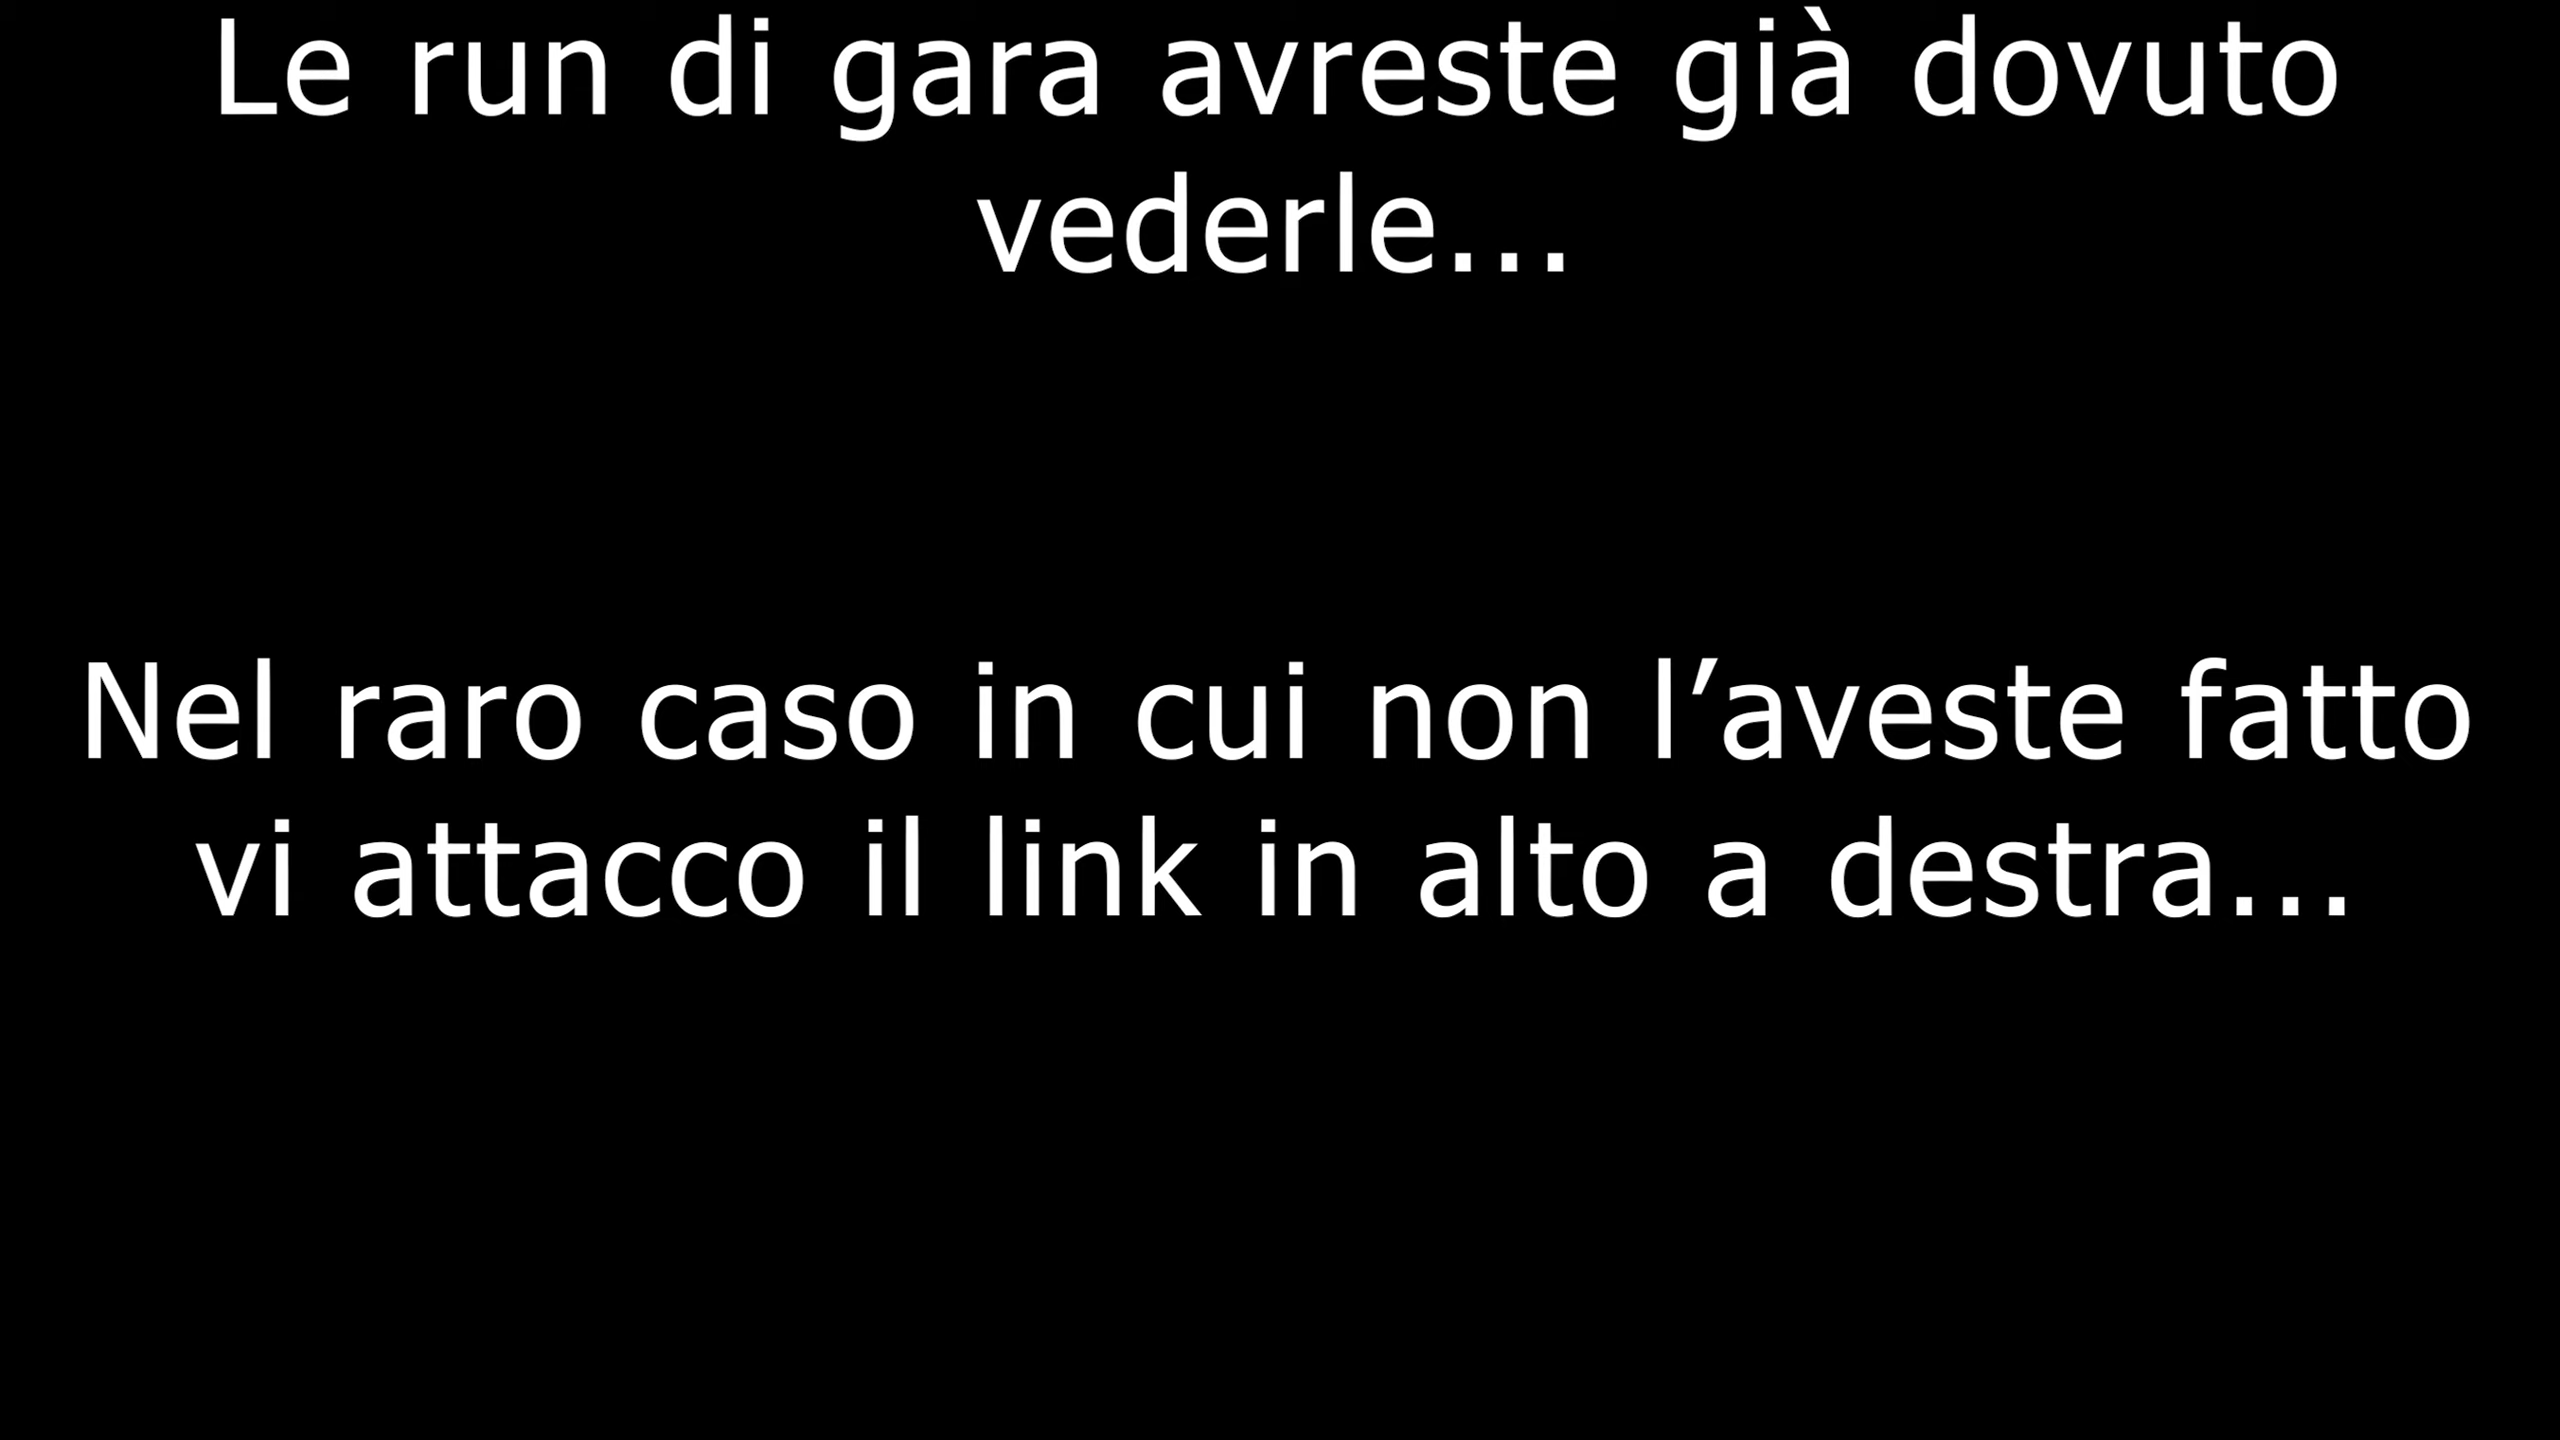 Le run di gara avreste già dovuto
vederle...
Nel raro caso in cui non l’aveste fatto
vi attacco il link in alto a destra...